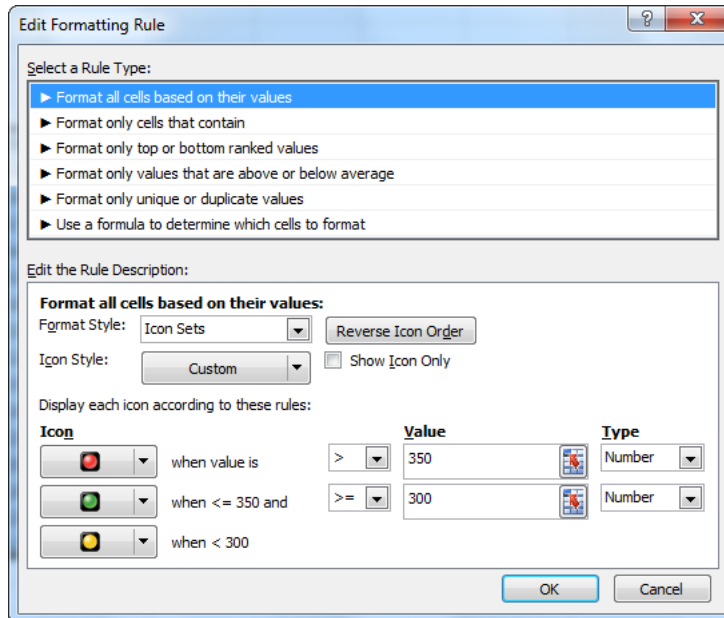 Edit Formatting Rule
Select a Rule Type:
► Format all cells based on their values
► Format only cells that contain
► Format only top or bottom ranked values
► Format only values that are above or below average
► Format only unique or duplicate values
► Use a formula to determine which cells to format
Edit the Rule Description:
Format all cells based on their values:
Format Style: Icon Sets Reverse Icon Order
Icon Style: Custom Show Icon Only
Display each icon according to these rules:
Icon Value Type
when value is > 350 Number
when <= 350 and >= 300 Number
when < 300
OK Cancel